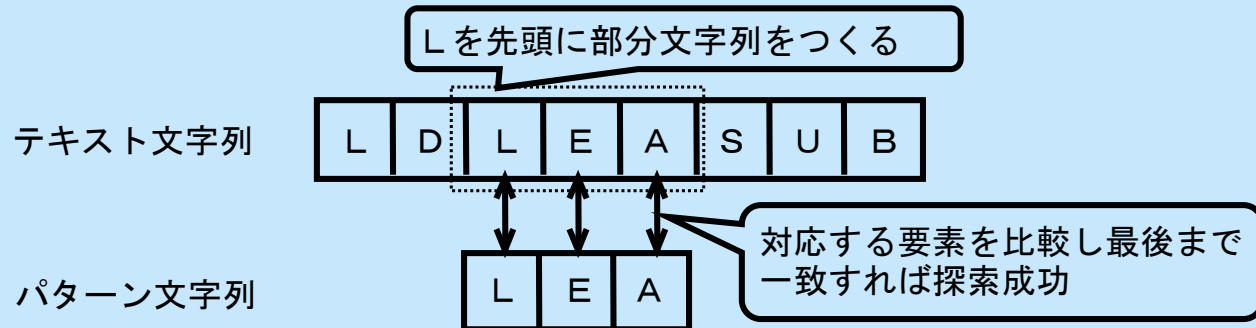 Lを先頭に部分文字列をつくる
テキスト文字列 L D L E A S U B
対応する要素を比較し最後まで
一致すれば探索成功
パターン文字列 L E A